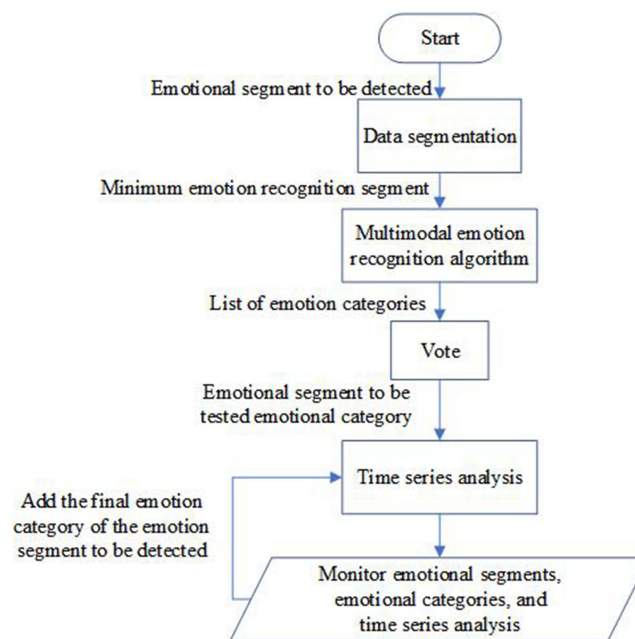 Start
Emotional segment to be detected
Data segmentation
Minimum emotion recognition segment
Multimodal emotion
recognition algorithm
List of emotion categories
Vote
Emotional segment to be
tested emotional category
Time series analysis
Add the final emotion
category of the emotion
segment to be detected
Monitor emotional segments,
emotional categories, and
time series analysis